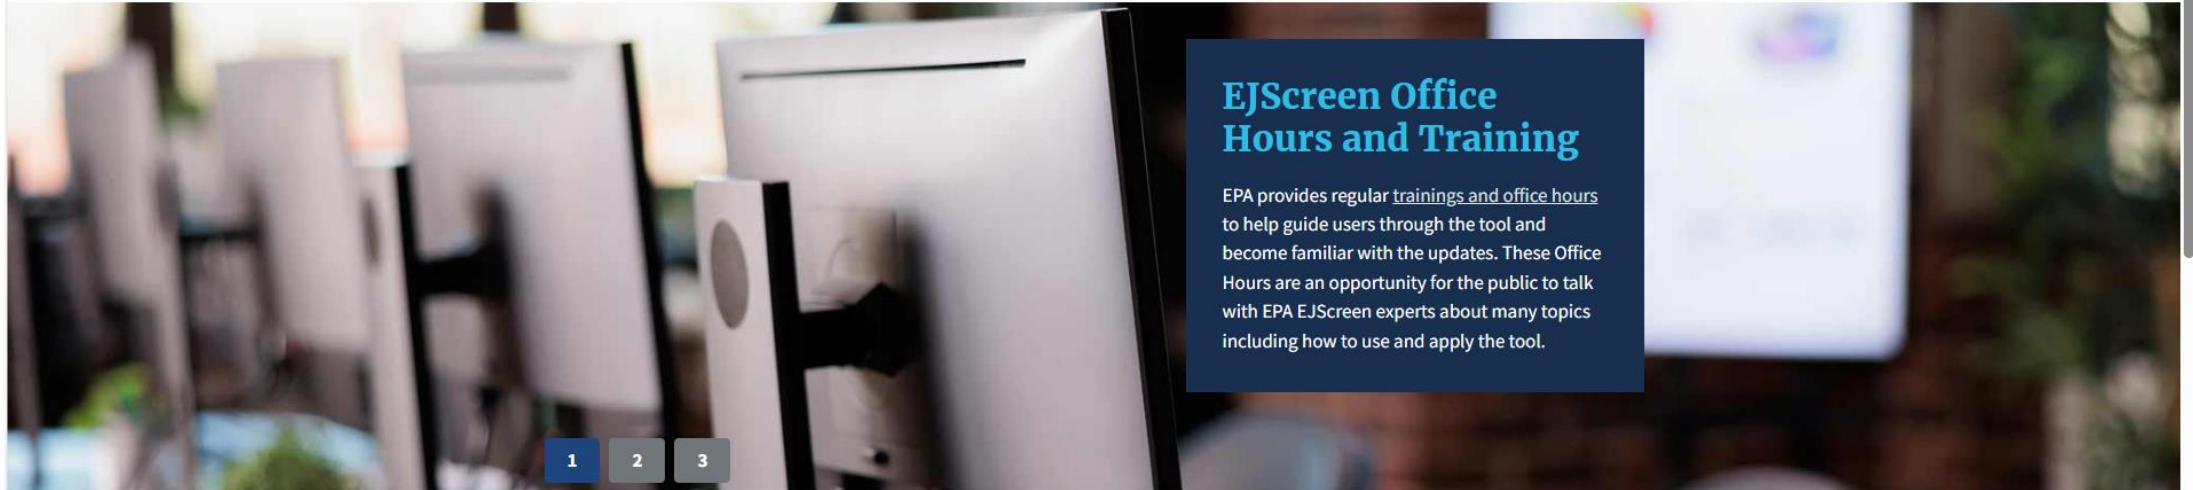 EJScreen Office
Hours and Training
EPA provides regular trainings and office hours
to help guide users through the tool and
become familiar with the updates. These Office
Hours are an opportunity for the public to talk
with EPA EJScreen experts about many topics
including how to use and apply the tool.
1 2 3